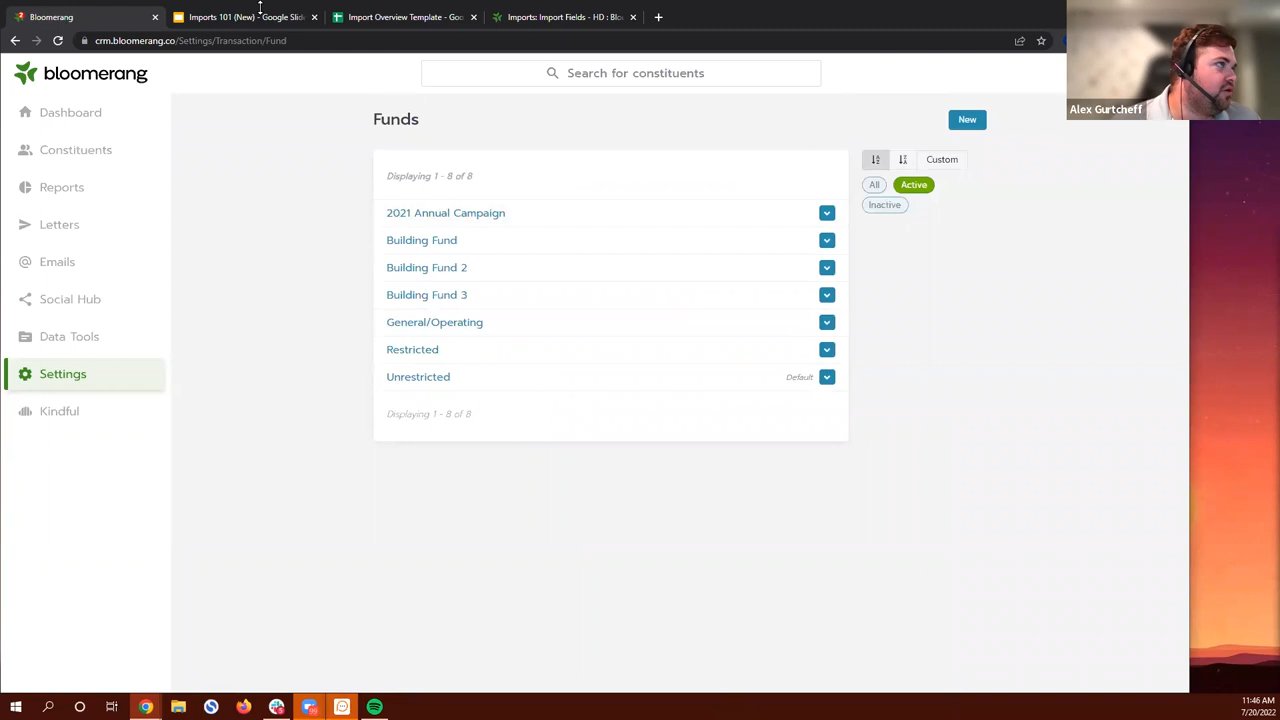 Bloomerang
Imports 101 (New) - Google Slid
Import Overview Template - Goo
Imports: Import Fields - HD : Bloo
crm.bloomerang.co/Settings/Transaction/Fund
bloomerang
Search for constituents
Alex Gurtcheff
Dashboard
Constituents
Reports
Letters
Emails
Social Hub
Data Tools
Settings
Kindful
Funds
New
Displaying 1 - 8 of 8
Custom
All
Active
Inactive
2021 Annual Campaign
Building Fund
Building Fund 2
Building Fund 3
General/Operating
Restricted
Unrestricted
Default
Displaying 1 - 8 of 8
11:46 AM
7/20/2022